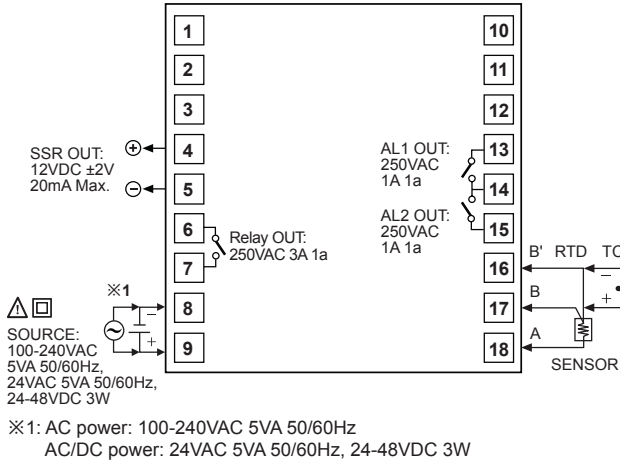 1
2
3
4
5
6
7
8
9
10
11
12
13
14
15
16
17
18
SSR OUT:
12VDC ±2V
20mA Max.
Relay OUT:
250VAC 3A 1a
AL1 OUT:
250VAC
1A 1a
AL2 OUT:
250VAC
1A 1a
B' RTD
B
A
SENSOR
※1
SOURCE:
100-240VAC
5VA 50/60Hz,
24VAC 5VA 50/60Hz,
24-48VDC 3W
※1: AC power: 100-240VAC 5VA 50/60Hz
AC/DC power: 24VAC 5VA 50/60Hz, 24-48VDC 3W